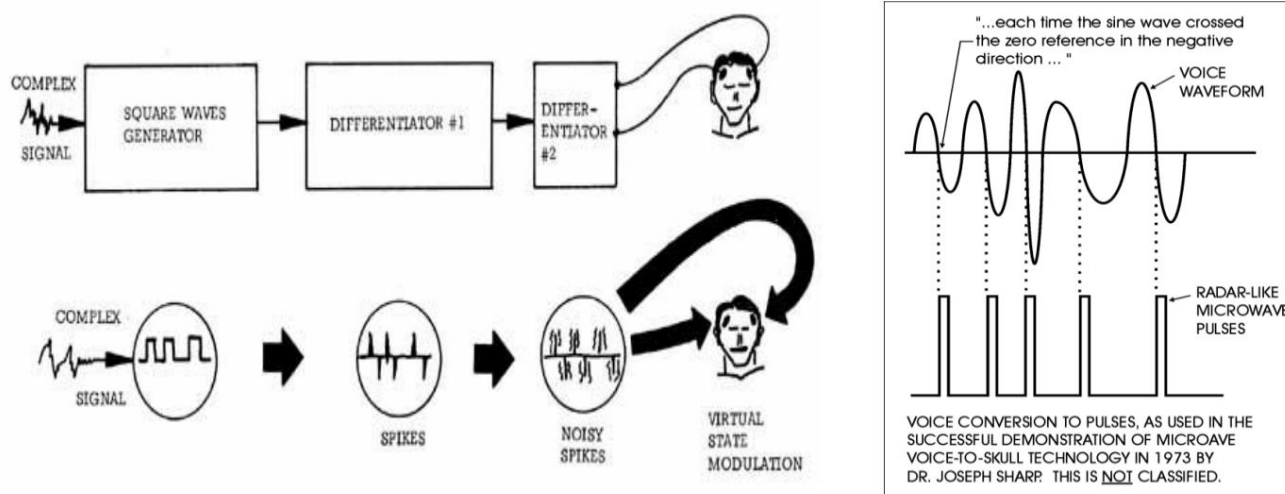 COMPLEX
SIGNAL
SQUARE WAVES
GENERATOR
DIFFERENTIATOR #1
DIFFER-
ENTIATOR
#2
COMPLEX
SIGNAL
SPIKES
NOISY
SPIKES
VIRTUAL
STATE
MODULATION
"...each time the sine wave crossed
the zero reference in the negative
direction ... "
VOICE
WAVEFORM
RADAR-LIKE
MICROWAVE
PULSES
VOICE CONVERSION TO PULSES, AS USED IN THE
SUCCESSFUL DEMONSTRATION OF MICROAVE
VOICE-TO-SKULL TECHNOLOGY IN 1973 BY
DR. JOSEPH SHARP. THIS IS NOT CLASSIFIED.